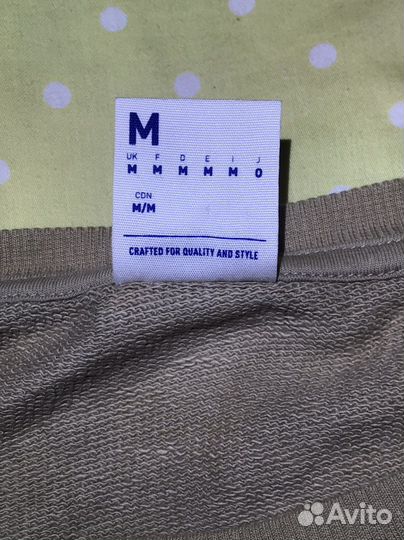 M
UK F D E I J
M M M M M O
CDN
M/M
CRAFTED FOR QUALITY AND STYLE
Avito